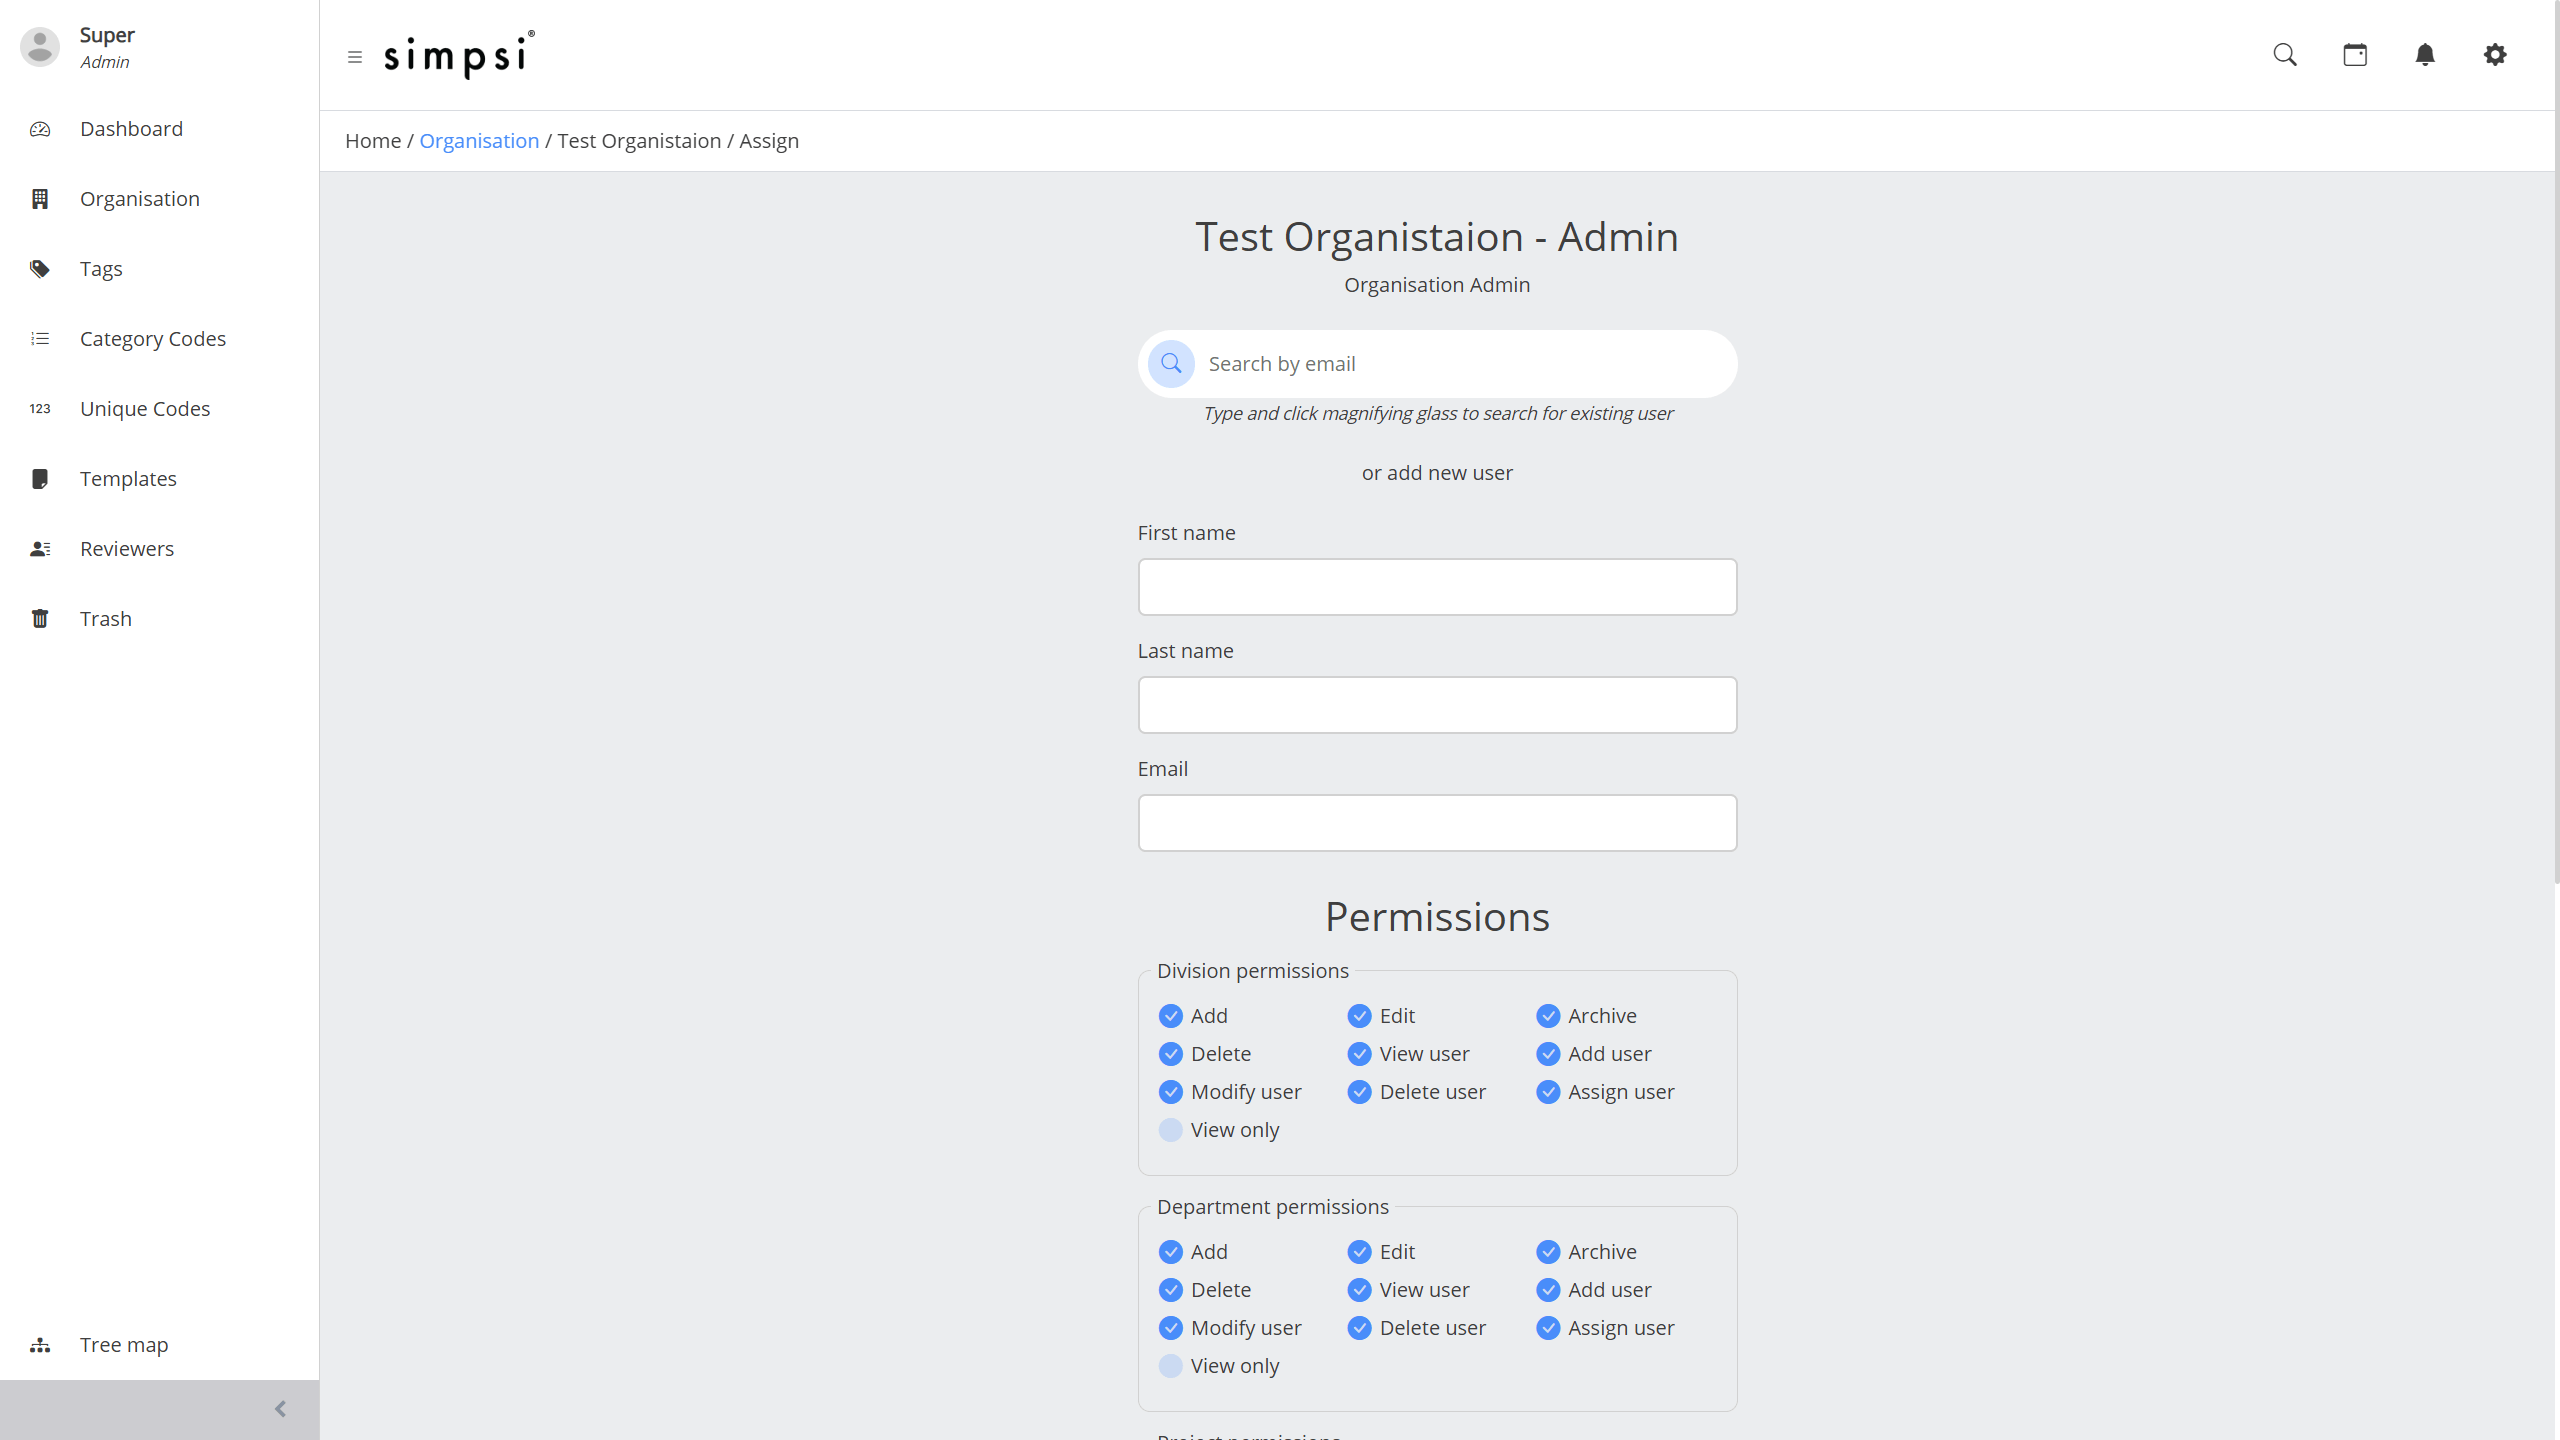 Super
Admin
Dashboard
Organisation
Tags
Category Codes
123 Unique Codes
Templates
Reviewers
Trash
Tree map
simpsi®
Home / Organisation / Test Organistaion / Assign
Test Organistaion - Admin
Organisation Admin
Search by email
Type and click magnifying glass to search for existing user
or add new user
First name
Last name
Email
Permissions
Division permissions
Add Edit Archive
Delete View user Add user
Modify user Delete user Assign user
View only
Department permissions
Add Edit Archive
Delete View user Add user
Modify user Delete user Assign user
View only